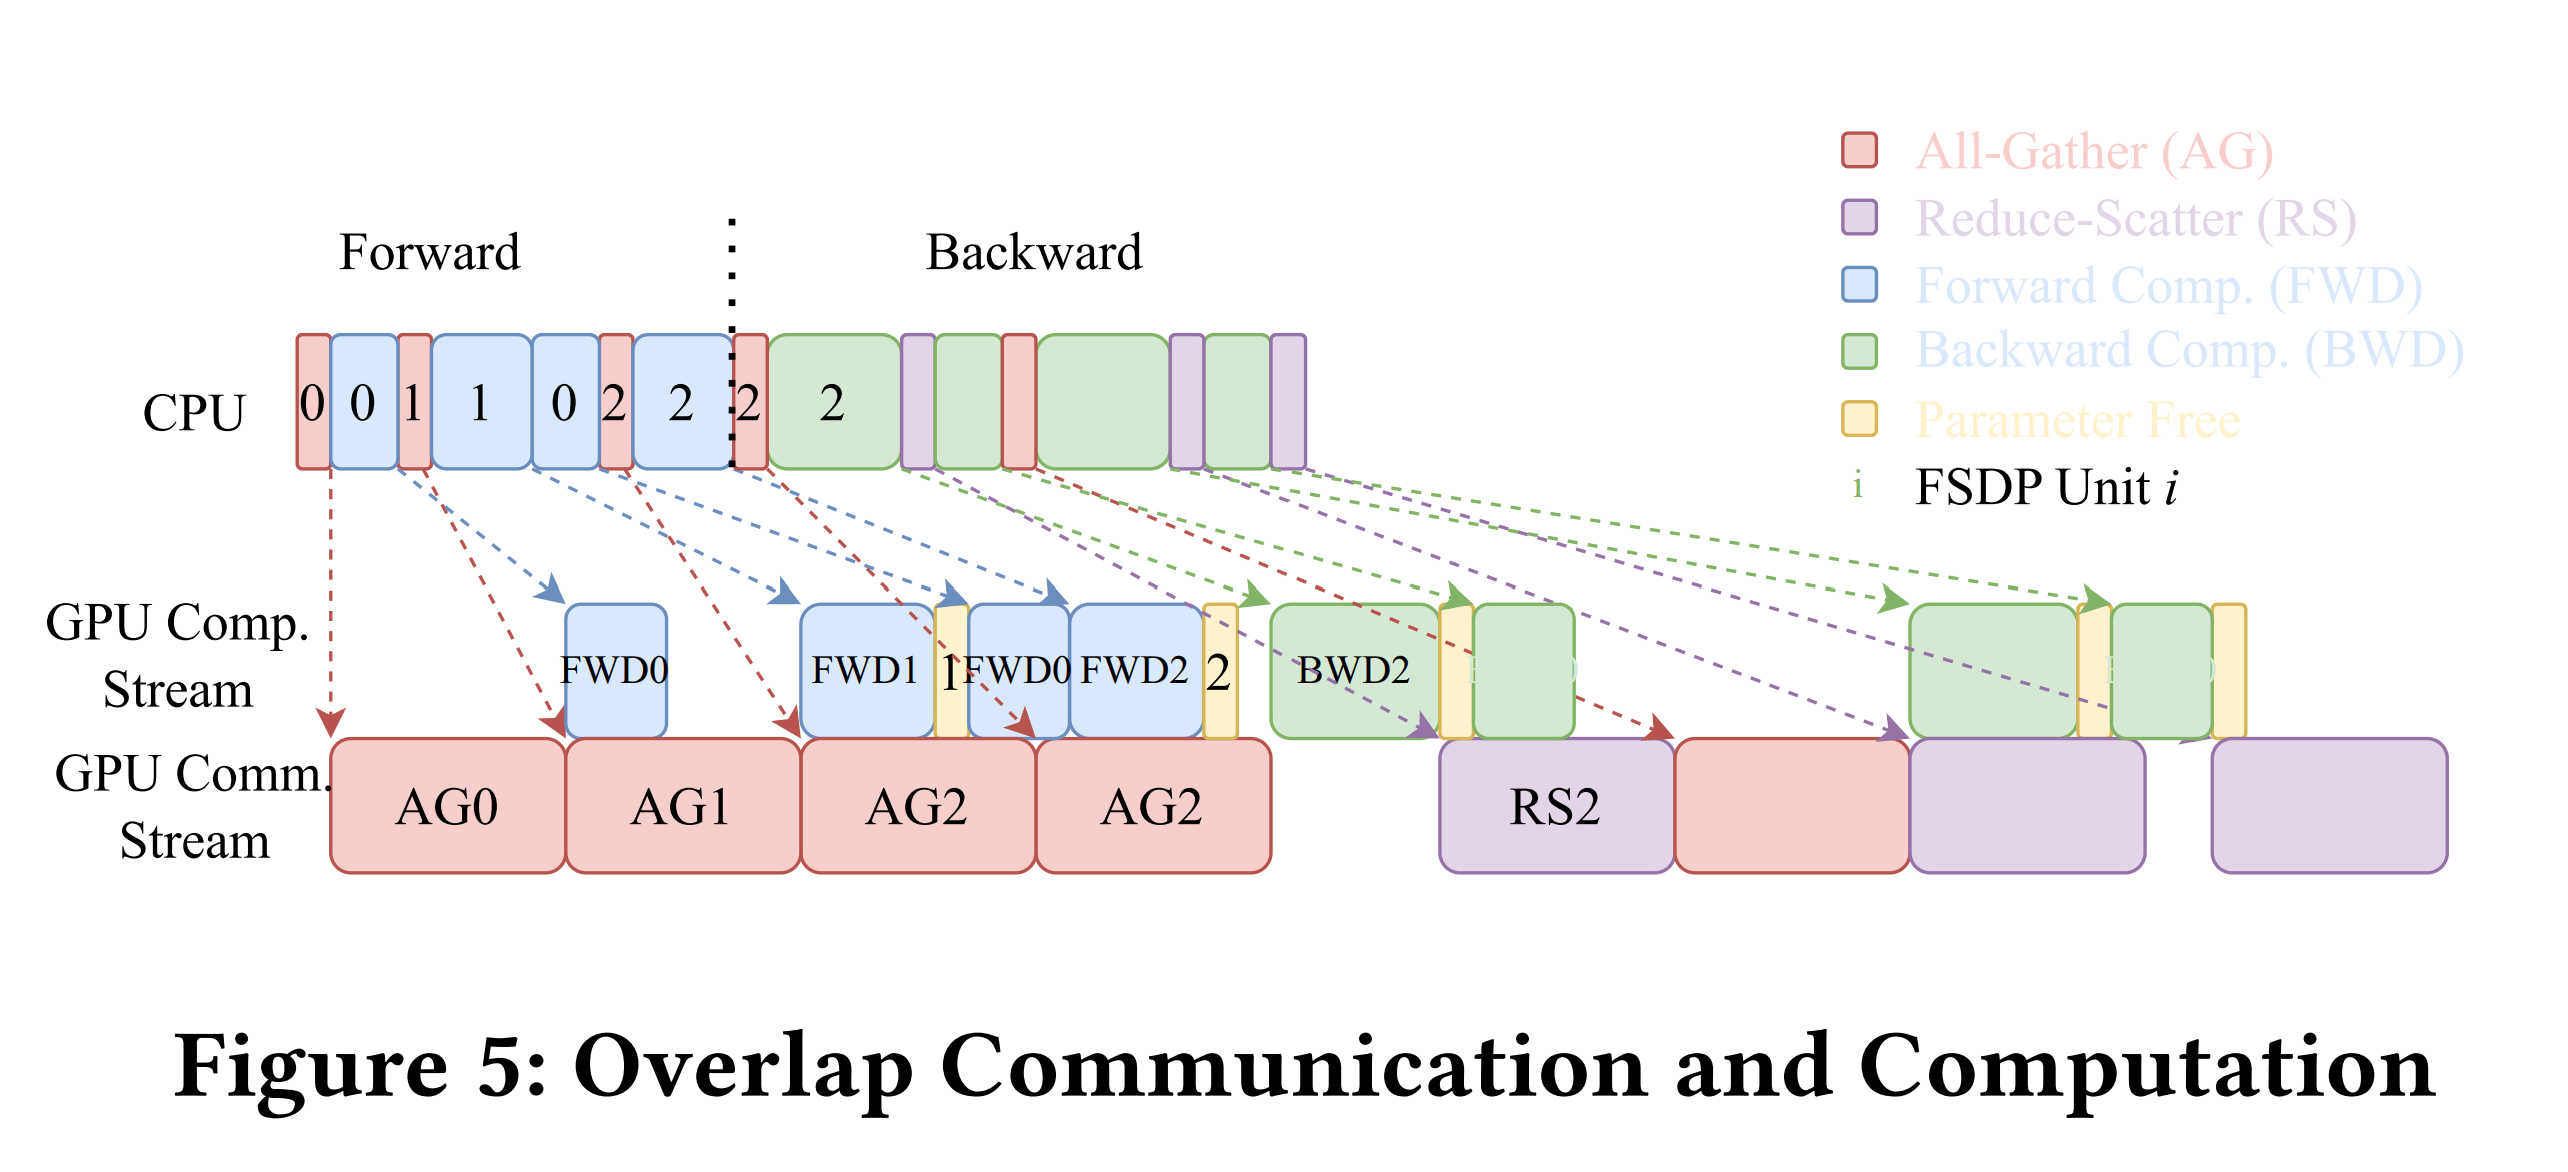 All-Gather (AG)
Reduce-Scatter (RS)
Forward Comp. (FWD)
Backward Comp. (BWD)
Parameter Free
i FSDP Unit i
Forward Backward
CPU 0 0 1 1 0 2 2 2 2
GPU Comp.
Stream
FWD0 FWD1 1 FWD0 FWD2 2 BWD2
GPU Comm.
Stream
AG0 AG1 AG2 AG2 RS2
Figure 5: Overlap Communication and Computation